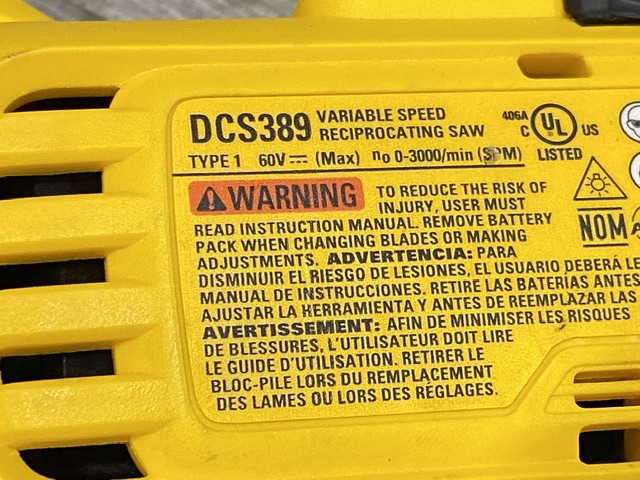 DCS389 VARIABLE SPEED
RECIPROCATING SAW
406A
C UL US
LISTED
TYPE 1 60V⎓ (Max) no 0-3000/min (SPM)
WARNING TO REDUCE THE RISK OF
INJURY, USER MUST
READ INSTRUCTION MANUAL. REMOVE BATTERY
PACK WHEN CHANGING BLADES OR MAKING
ADJUSTMENTS. ADVERTENCIA: PARA
DISMINUIR EL RIESGO DE LESIONES, EL USUARIO DEBERÁ LE
MANUAL DE INSTRUCCIONES. RETIRE LAS BATERÍAS ANTES
AJUSTAR LA HERRAMIENTA Y ANTES DE REEMPLAZAR LAS
AVERTISSEMENT: AFIN DE MINIMISER LES RISQUES
DE BLESSURES, L'UTILISATEUR DOIT LIRE
LE GUIDE D'UTILISATION. RETIRER LE
BLOC-PILE LORS DU REMPLACEMENT
DES LAMES OU LORS DES RÉGLAGES.
NOM